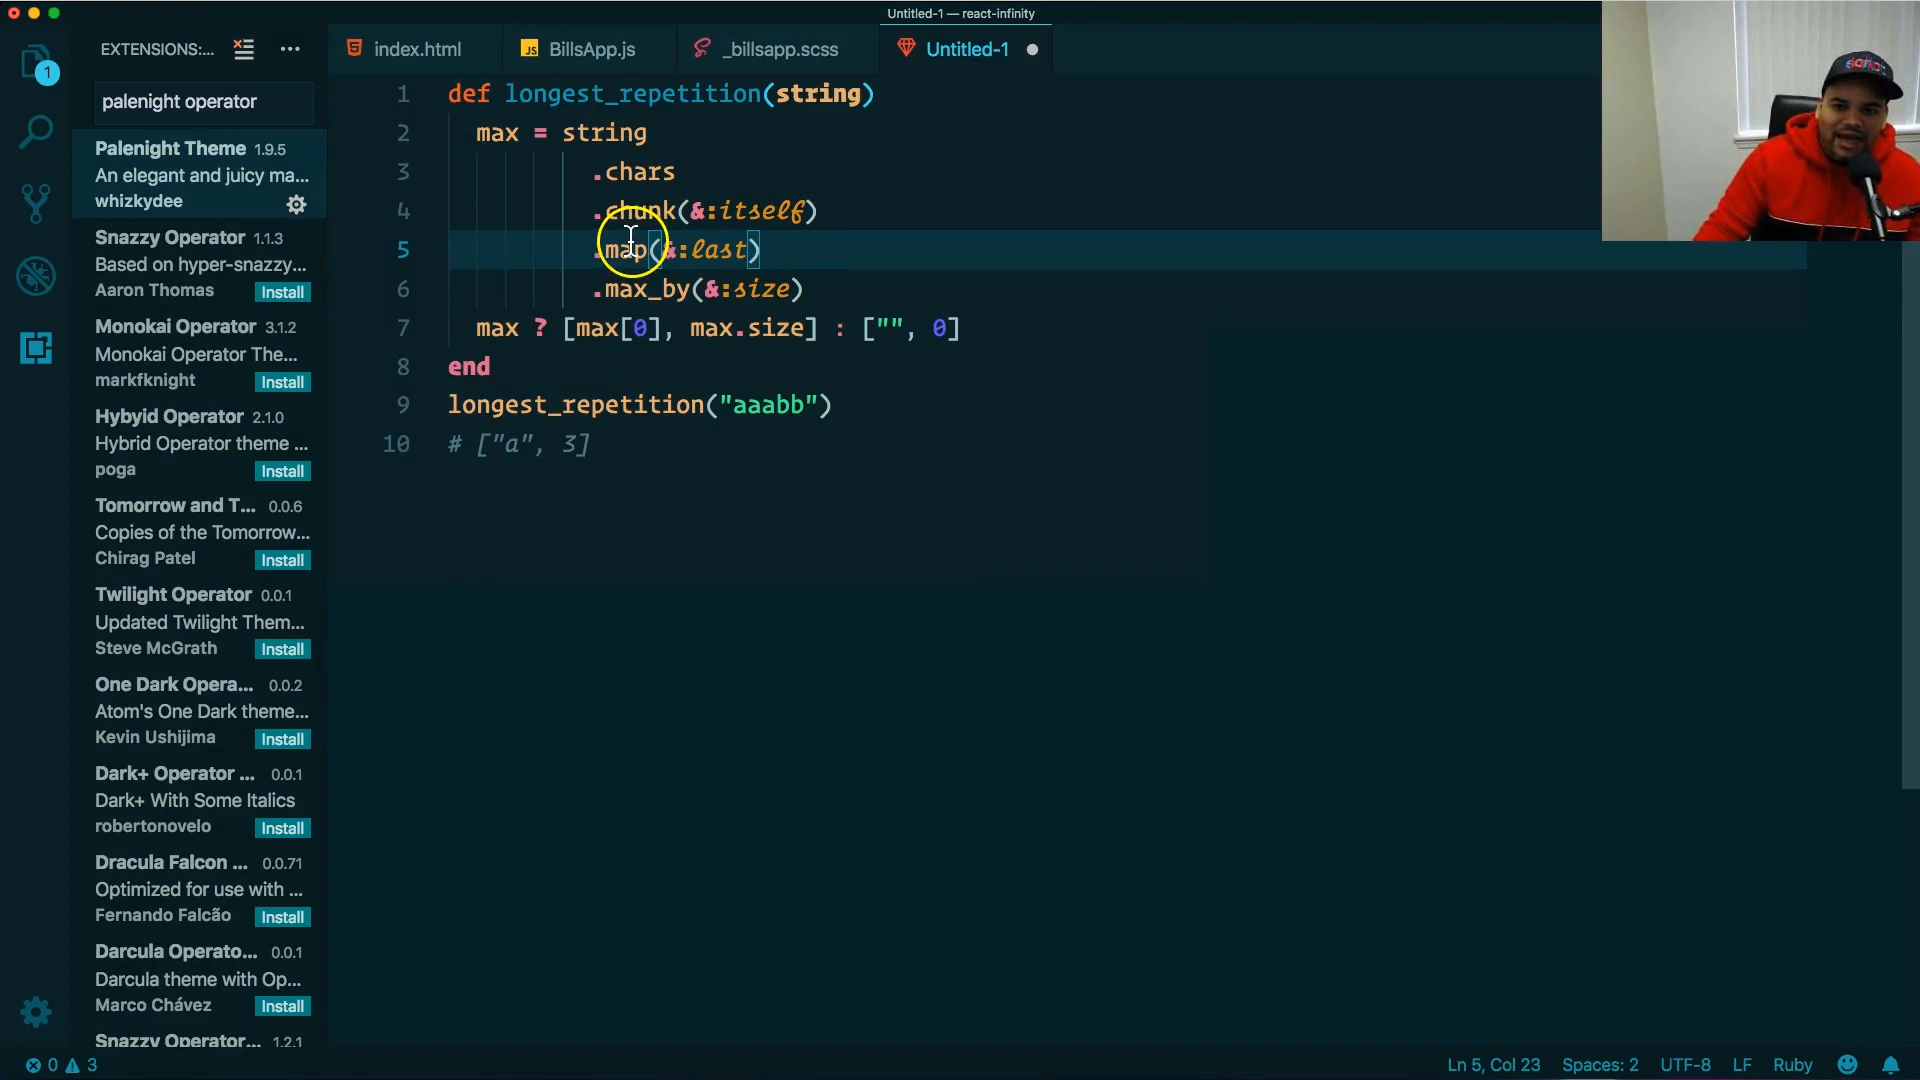 Untitled-1 — react-infinity
EXTENSIONS:...
index.html
BillsApp.js
_billsapp.scss
Untitled-1
1
palenight operator
Palenight Theme 1.9.5
An elegant and juicy ma...
whizkydee
Snazzy Operator 1.1.3
Based on hyper-snazzy...
Aaron Thomas Install
Monokai Operator 3.1.2
Monokai Operator The...
markfknight Install
Hybyid Operator 2.1.0
Hybrid Operator theme ...
poga Install
Tomorrow and T... 0.0.6
Copies of the Tomorrow...
Chirag Patel Install
Twilight Operator 0.0.1
Updated Twilight Them...
Steve McGrath Install
One Dark Opera... 0.0.2
Atom's One Dark theme...
Kevin Ushijima Install
Dark+ Operator ... 0.0.1
Dark+ With Some Italics
robertonovelo Install
Dracula Falcon ... 0.0.71
Optimized for use with ...
Fernando Falcão Install
Darcula Operato... 0.0.1
Darcula theme with Op...
Marco Chávez Install
Snazzy Operator... 1.2.1
1 def longest_repetition(string)
2 max = string
3 .chars
4 .chunk(&:itself)
5 .map(&:last)
6 .max_by(&:size)
7 max ? [max[0], max.size] : ["", 0]
8 end
9 longest_repetition("aaabb")
10 # ["a", 3]
0 3
Ln 5, Col 23 Spaces: 2 UTF-8 LF Ruby